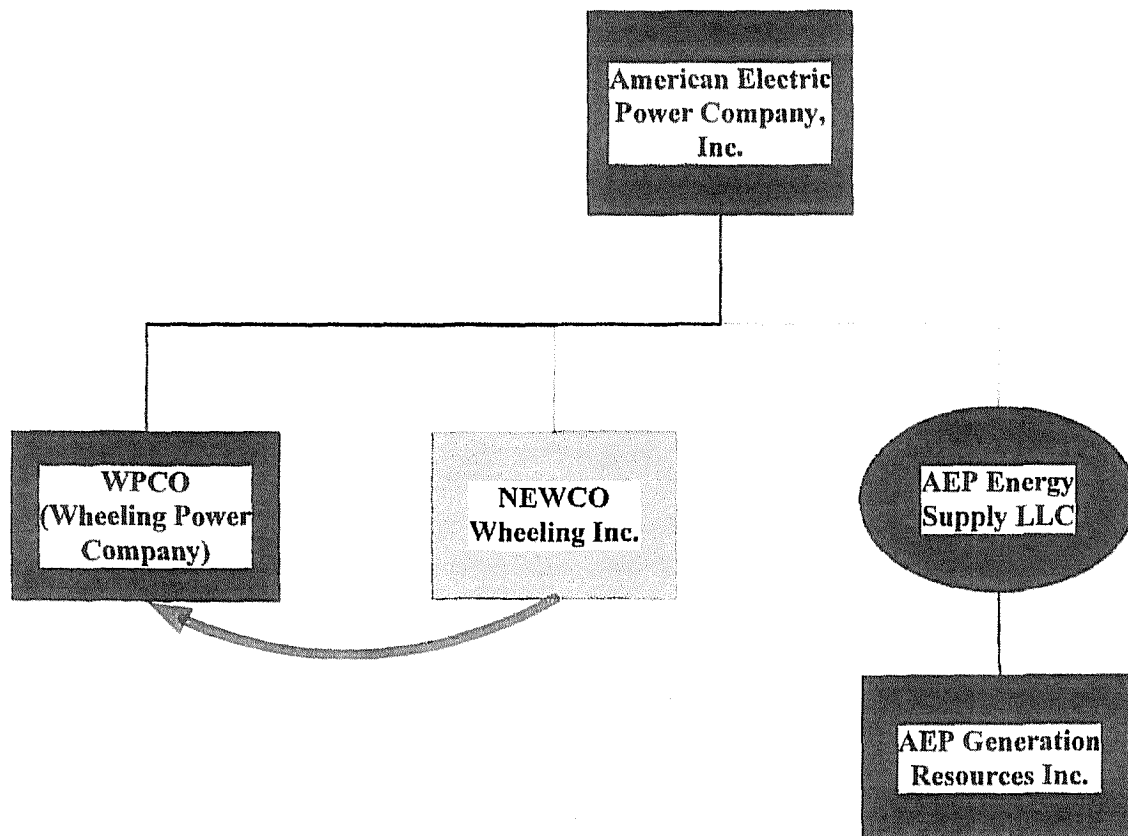 American Electric
Power Company,
Inc.
WPCO
(Wheeling Power
Company)
NEWCO
Wheeling Inc.
AEP Energy
Supply LLC
AEP Generation
Resources Inc.